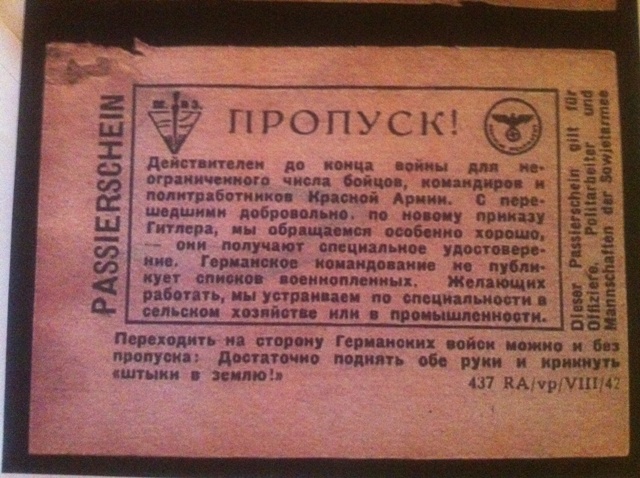 PASSIERSCHEIN
Ш. В З.
ПРОПУСК!
Действителен до конца войны для не-
ограниченного числа бойцов, командиров и
политработников Красной Армии. С пере-
шедшими добровольно, по новому приказу
Гитлера, мы обращаемся особенно хорошо,
— они получают специальное удостовере-
ние. Германское командование не публи-
кует списков военнопленных. Желающих
работать, мы устраиваем по специальности в
сельском хозяйстве или в промышленности.
Dieser Passierschein gilt für
Offiziere, Politarbeiter und
Mannschaften der Sowjetarmee
Переходить на сторону Германских войск можно и без
пропуска: Достаточно поднять обе руки и крикнуть
«штыки в землю!»
437 RA/vp/VIII/42